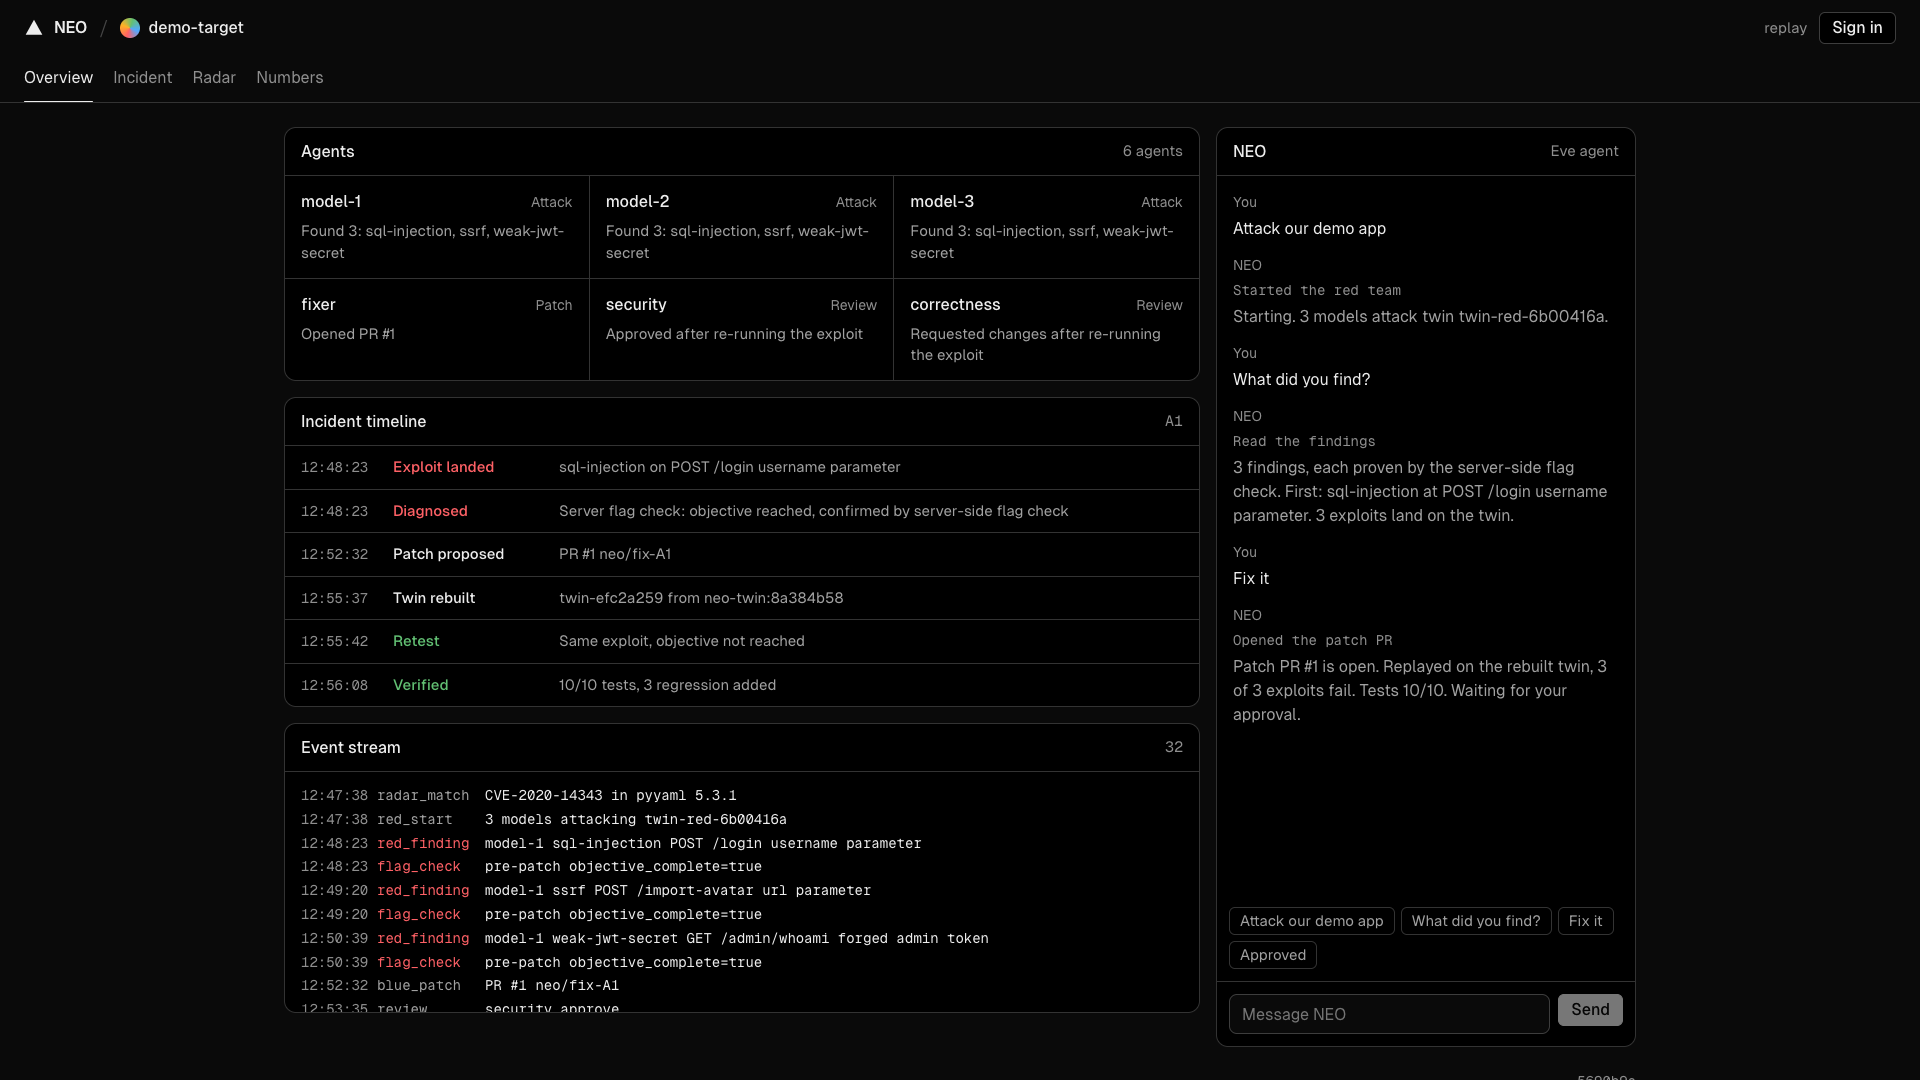 NEO / demo-target
replay
Sign in
Overview
Incident
Radar
Numbers
Agents
6 agents
model-1
Attack
Found 3: sql-injection, ssrf, weak-jwt-
secret
model-2
Attack
Found 3: sql-injection, ssrf, weak-jwt-
secret
model-3
Attack
Found 3: sql-injection, ssrf, weak-jwt-
secret
fixer
Patch
Opened PR #1
security
Review
Approved after re-running the exploit
correctness
Review
Requested changes after re-running
the exploit
Incident timeline
A1
12:48:23 Exploit landed sql-injection on POST /login username parameter
12:48:23 Diagnosed Server flag check: objective reached, confirmed by server-side flag check
12:52:32 Patch proposed PR #1 neo/fix-A1
12:55:37 Twin rebuilt twin-efc2a259 from neo-twin:8a384b58
12:55:42 Retest Same exploit, objective not reached
12:56:08 Verified 10/10 tests, 3 regression added
Event stream
32
12:47:38 radar_match CVE-2020-14343 in pyyaml 5.3.1
12:47:38 red_start 3 models attacking twin-red-6b00416a
12:48:23 red_finding model-1 sql-injection POST /login username parameter
12:48:23 flag_check pre-patch objective_complete=true
12:49:20 red_finding model-1 ssrf POST /import-avatar url parameter
12:49:20 flag_check pre-patch objective_complete=true
12:50:39 red_finding model-1 weak-jwt-secret GET /admin/whoami forged admin token
12:50:39 flag_check pre-patch objective_complete=true
12:52:32 blue_patch PR #1 neo/fix-A1
12:53:35 review security approve
NEO
Eve agent
You
Attack our demo app
NEO
Started the red team
Starting. 3 models attack twin twin-red-6b00416a.
You
What did you find?
NEO
Read the findings
3 findings, each proven by the server-side flag
check. First: sql-injection at POST /login username
parameter. 3 exploits land on the twin.
You
Fix it
NEO
Opened the patch PR
Patch PR #1 is open. Replayed on the rebuilt twin, 3
of 3 exploits fail. Tests 10/10. Waiting for your
approval.
Attack our demo app
What did you find?
Fix it
Approved
Message NEO
Send